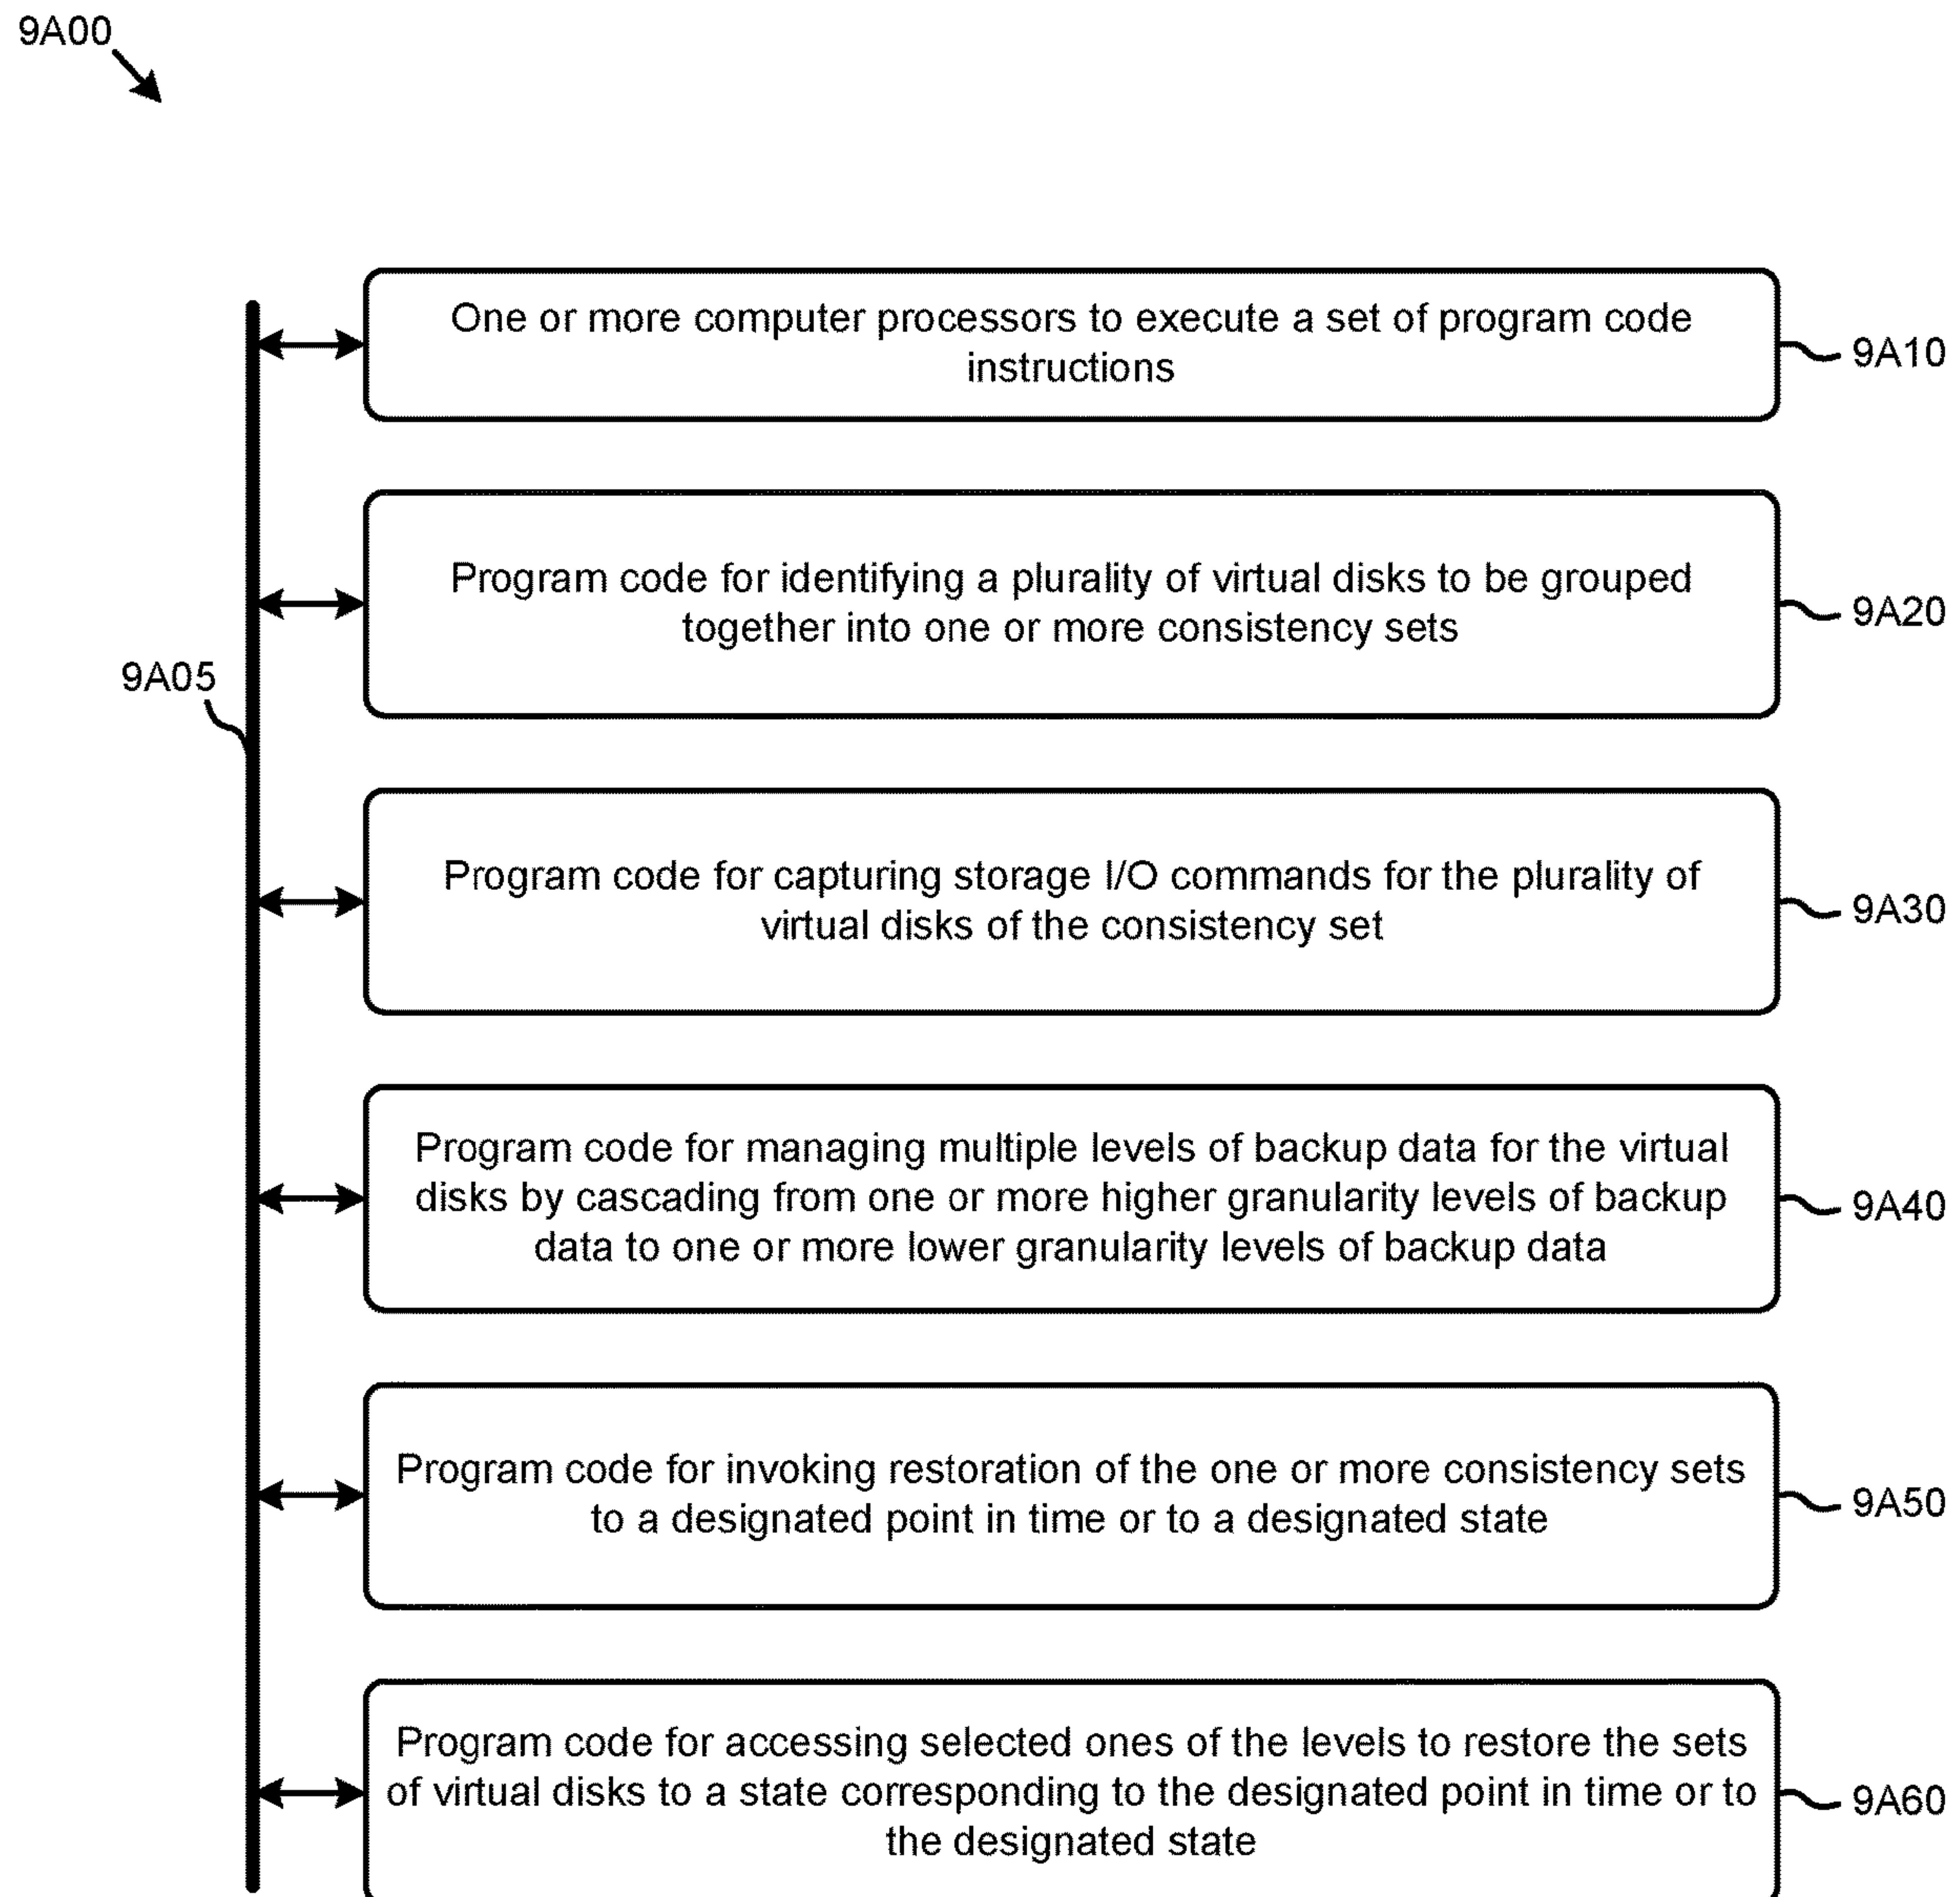 9A00
One or more computer processors to execute a set of program code
instructions
9A10
Program code for identifying a plurality of virtual disks to be grouped
together into one or more consistency sets
9A20
9A05
Program code for capturing storage I/O commands for the plurality of
virtual disks of the consistency set
9A30
Program code for managing multiple levels of backup data for the virtual
disks by cascading from one or more higher granularity levels of backup
data to one or more lower granularity levels of backup data
9A40
Program code for invoking restoration of the one or more consistency sets
to a designated point in time or to a designated state
9A50
Program code for accessing selected ones of the levels to restore the sets
of virtual disks to a state corresponding to the designated point in time or to
the designated state
9A60